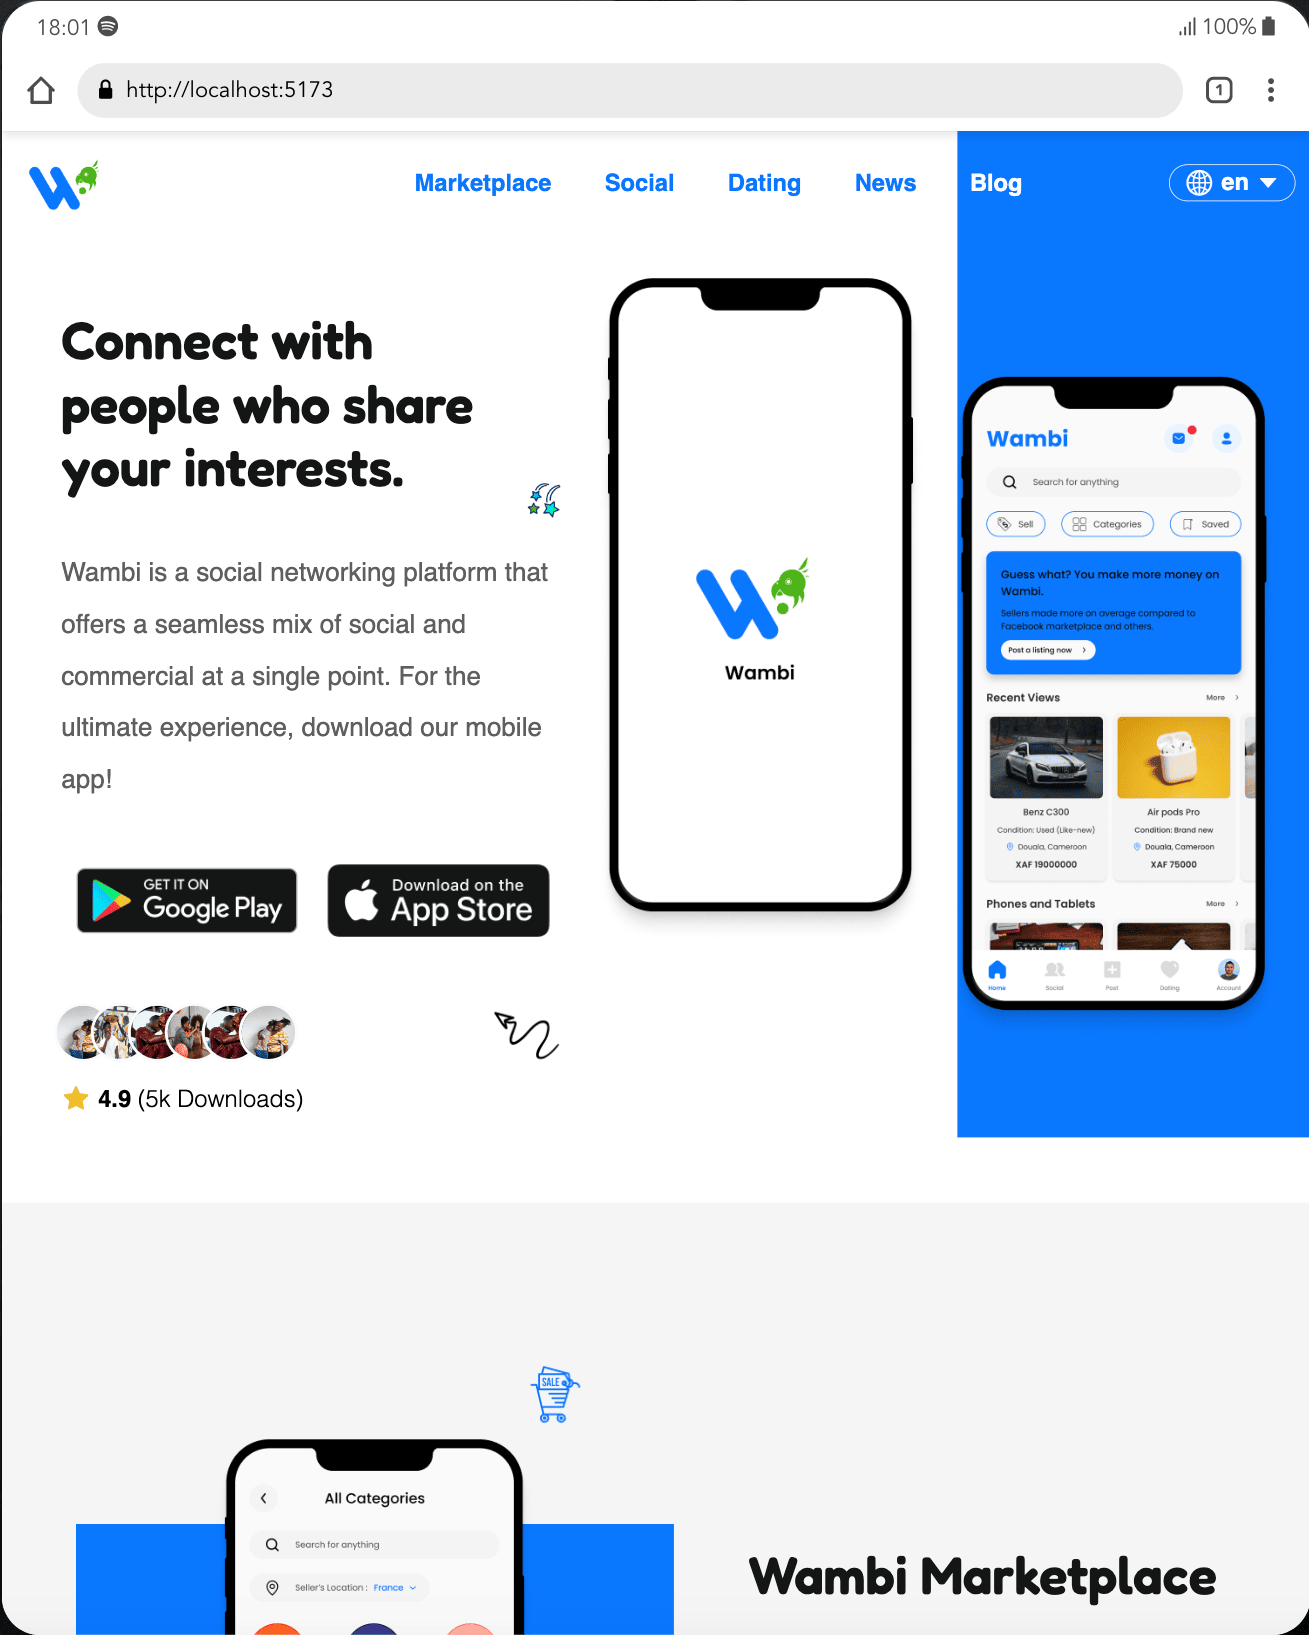 18:01
100%
http://localhost:5173
1
Marketplace Social Dating News Blog en
Connect with
people who share
your interests.
Wambi is a social networking platform that
offers a seamless mix of social and
commercial at a single point. For the
ultimate experience, download our mobile
app!
GET IT ON
Google Play
Download on the
App Store
4.9 (5k Downloads)
Wambi
Wambi
Search for anything
Sell Categories Saved
Guess what? You make more money on
Wambi.
Sellers made more on average compared to
Facebook marketplace and others.
Post a listing now
Recent Views More
Benz C300
Condition: Used (Like-new)
Douala, Cameroon
XAF 19000000
Air pods Pro
Condition: Brand new
Douala, Cameroon
XAF 75000
Phones and Tablets More
Home Social Post Dating Account
SALE
All Categories
Search for anything
Seller's Location : France
Wambi Marketplace